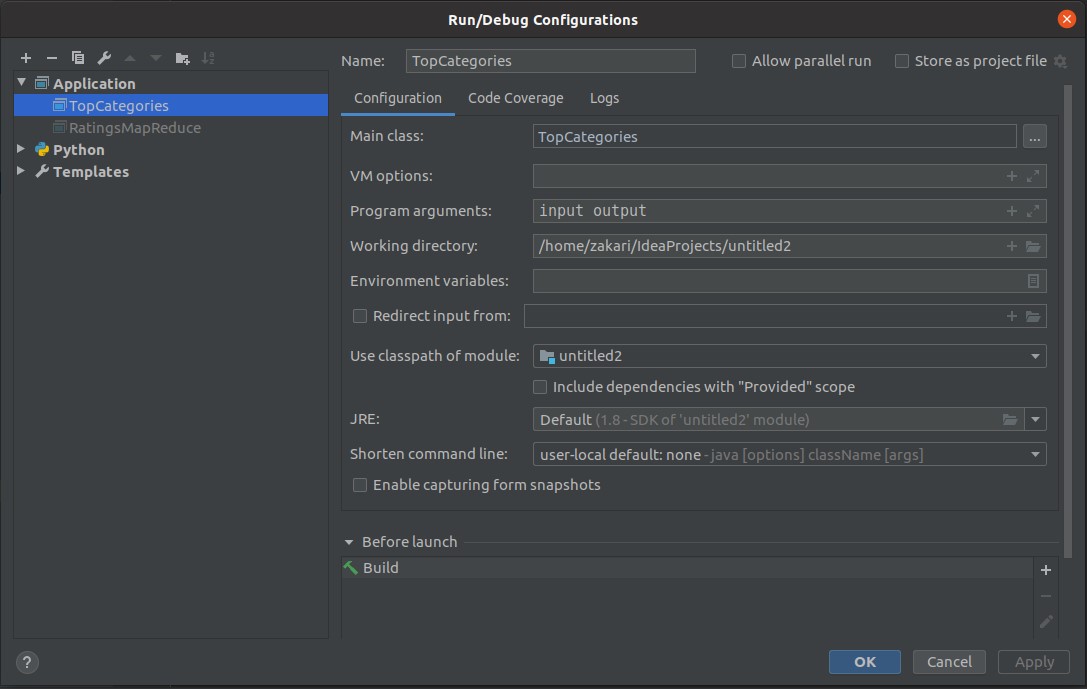 Run/Debug Configurations
Application
TopCategories
RatingsMapReduce
Python
Templates
Name: TopCategories
Allow parallel run
Store as project file
Configuration Code Coverage Logs
Main class: TopCategories ...
VM options:
Program arguments: input output
Working directory: /home/zakari/IdeaProjects/untitled2
Environment variables:
Redirect input from:
Use classpath of module: untitled2
Include dependencies with "Provided" scope
JRE: Default (1.8 - SDK of 'untitled2' module)
Shorten command line: user-local default: none - java [options] className [args]
Enable capturing form snapshots
Before launch
Build
? OK Cancel Apply